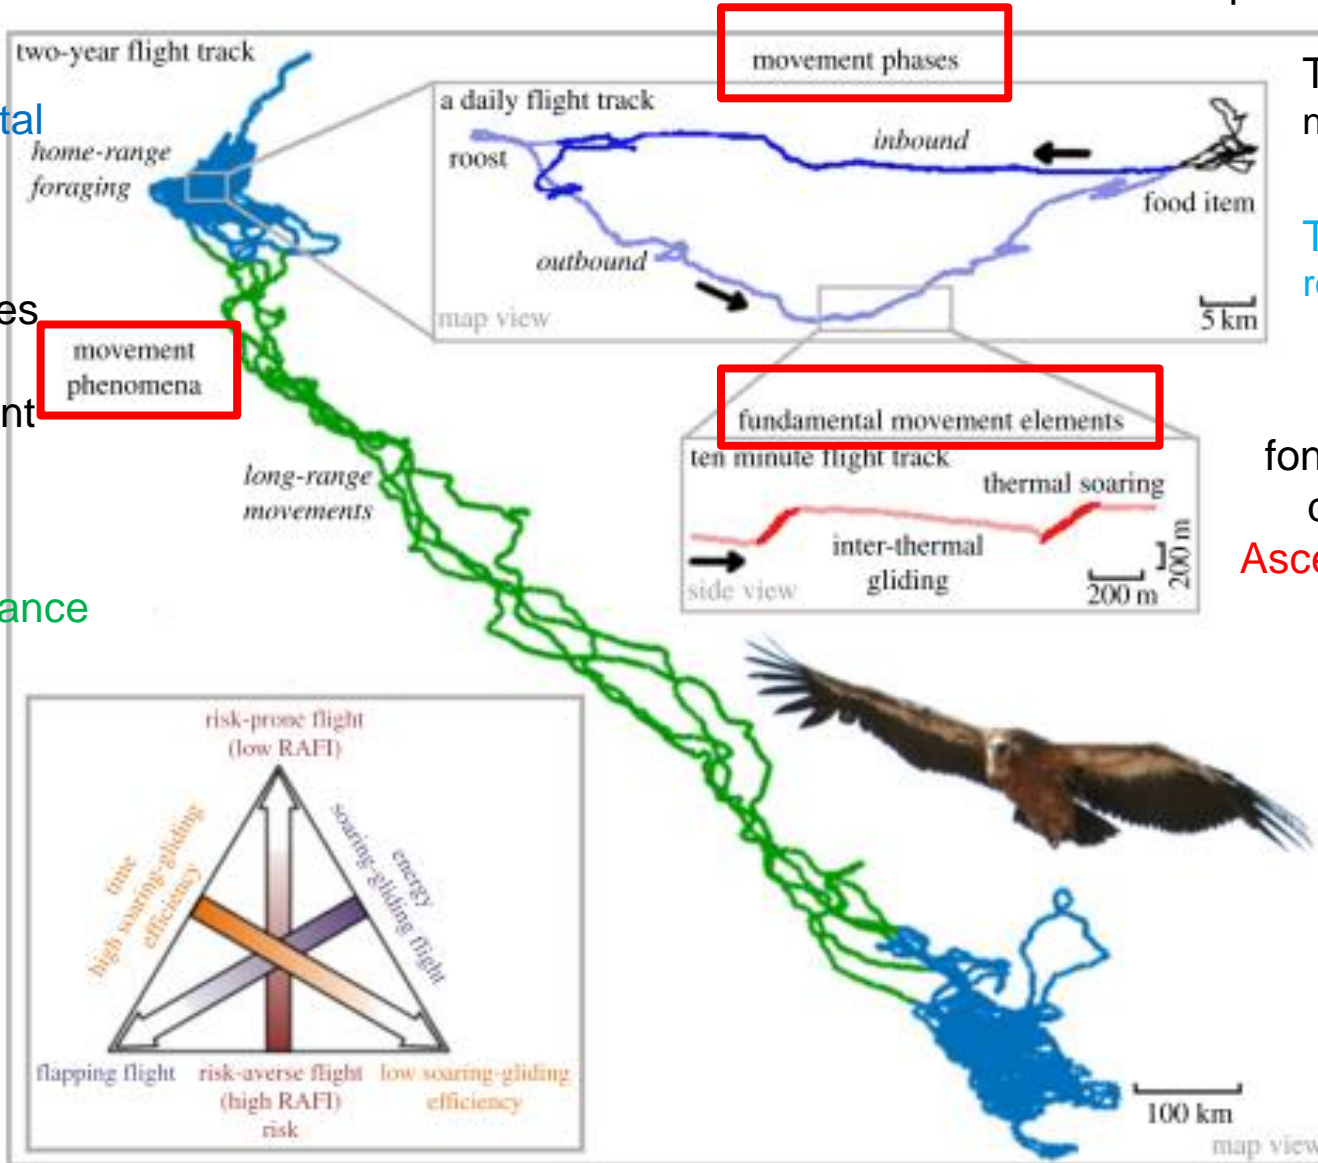 two-year flight track
movement phases
tal
home-range
foraging
a daily flight track
roost
inbound
food item
outbound
map view
5 km
es
movement
phenomena
nt
fundamental movement elements
ten minute flight track
thermal soaring
inter-thermal
gliding
side view
200 m
200 m
long-range
movements
fon
Asce
ance
risk-prone flight
(low RAFI)
time
high soaring-gliding
efficiency
energy
soaring-gliding flight
flapping flight
risk-averse flight
(high RAFI)
risk
low soaring-gliding
efficiency
100 km
map view